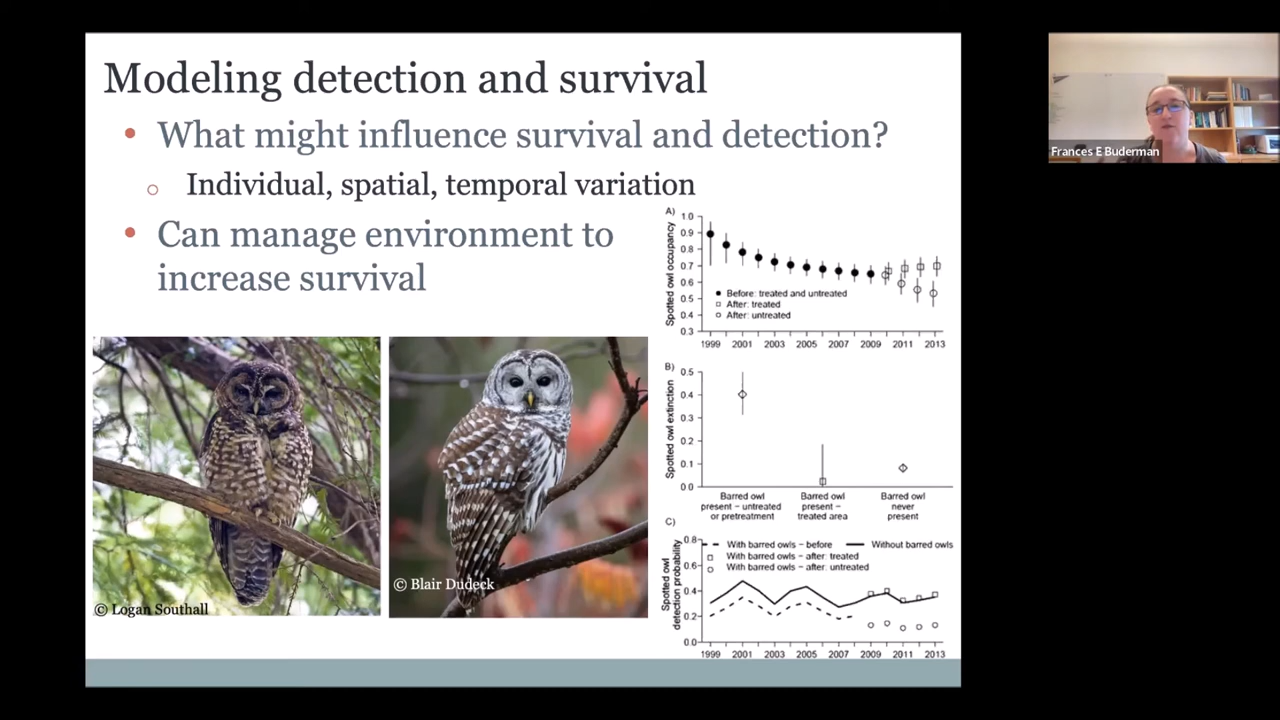 Modeling detection and survival
• What might influence survival and detection?
○ Individual, spatial, temporal variation
• Can manage environment to
increase survival
© Logan Southall
© Blair Dudeck
A)
Spotted owl occupancy
1.0
0.9
0.8
0.7
0.6
0.5
0.4
0.3
Before: treated and untreated
After: treated
After: untreated
1999 2001 2003 2005 2007 2009 2011 2013
B)
Spotted owl extinction
0.5
0.4
0.3
0.2
0.1
0.0
Barred owl
present − untreated
or pretreatment
Barred owl
present −
treated area
Barred owl
never
present
C)
Spotted owl
detection probability
0.8
0.6
0.4
0.2
0.0
With barred owls − before
Without barred owls
With barred owls − after: treated
With barred owls − after: untreated
1999 2001 2003 2005 2007 2009 2011 2013
Frances E Buderman